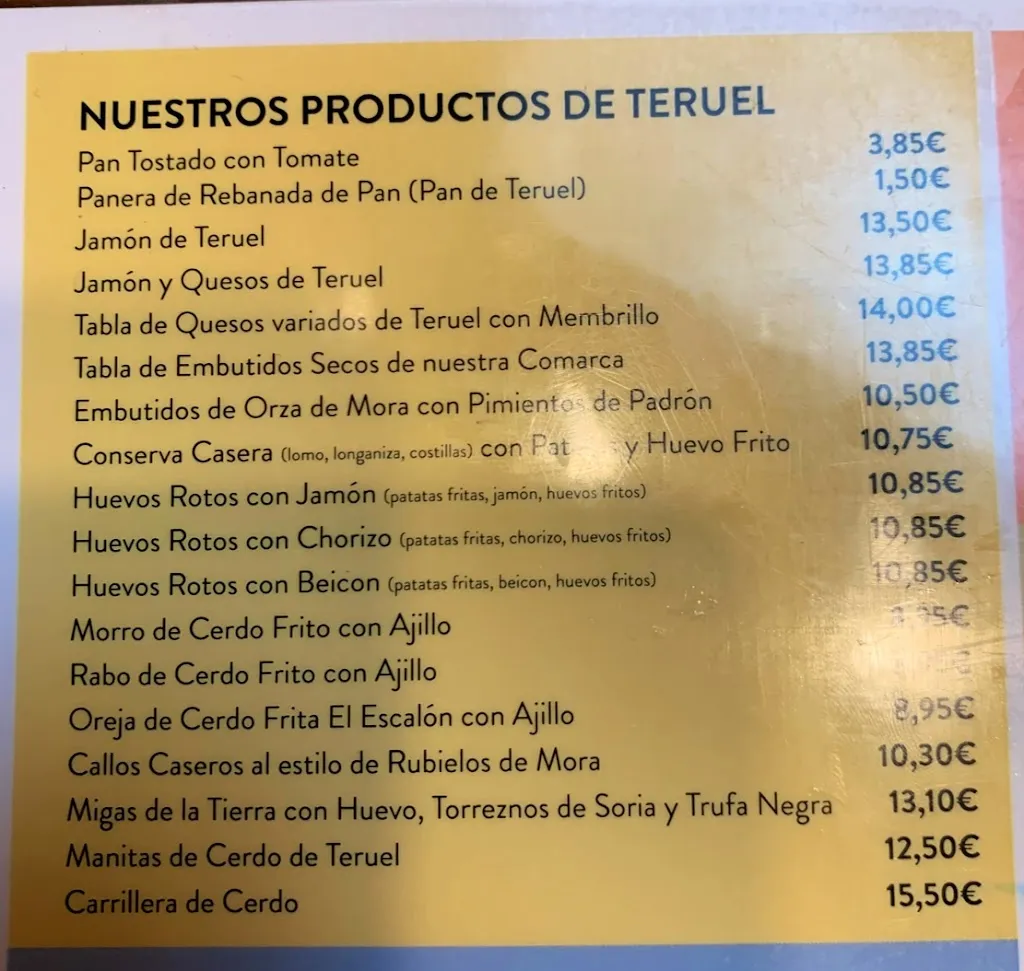 NUESTROS PRODUCTOS DE TERUEL
Pan Tostado con Tomate 3,85€
Panera de Rebanada de Pan (Pan de Teruel) 1,50€
Jamón de Teruel 13,50€
Jamón y Quesos de Teruel 13,85€
Tabla de Quesos variados de Teruel con Membrillo 14,00€
Tabla de Embutidos Secos de nuestra Comarca 13,85€
Embutidos de Orza de Mora con Pimientos de Padrón 10,50€
Conserva Casera (lomo, longaniza, costillas) con y Huevo Frito 10,75€
Huevos Rotos con Jamón (patatas fritas, jamón, huevos fritos) 10,85€
Huevos Rotos con Chorizo (patatas fritas, chorizo, huevos fritos) 10,85€
Huevos Rotos con Beicon (patatas fritas, beicon, huevos fritos) 10,85€
Morro de Cerdo Frito con Ajillo
Rabo de Cerdo Frito con Ajillo
Oreja de Cerdo Frita El Escalón con Ajillo 8,95€
Callos Caseros al estilo de Rubielos de Mora 10,30€
Migas de la Tierra con Huevo, Torreznos de Soria y Trufa Negra 13,10€
Manitas de Cerdo de Teruel 12,50€
Carrillera de Cerdo 15,50€